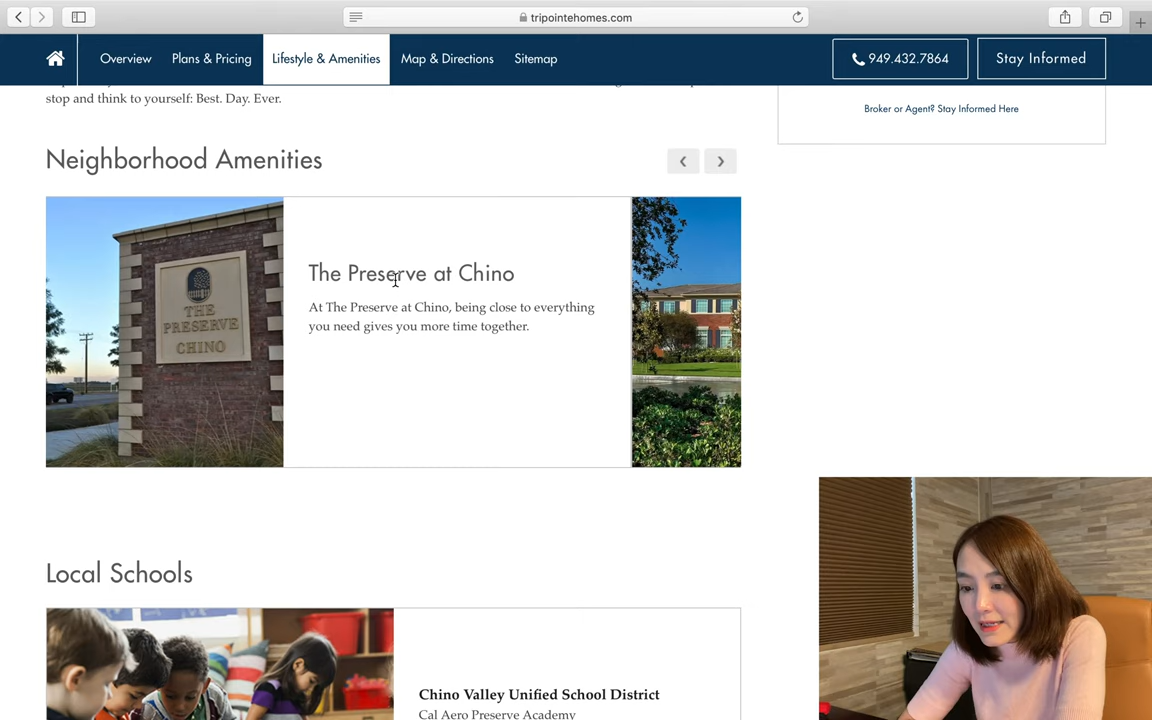 tripointehomes.com
Overview
Plans & Pricing
Lifestyle & Amenities
Map & Directions
Sitemap
949.432.7864
Stay Informed
stop and think to yourself: Best. Day. Ever.
Broker or Agent? Stay Informed Here
Neighborhood Amenities
THE
PRESERVE
CHINO
The Preserve at Chino
At The Preserve at Chino, being close to everything
you need gives you more time together.
Local Schools
Chino Valley Unified School District
Cal Aero Preserve Academy